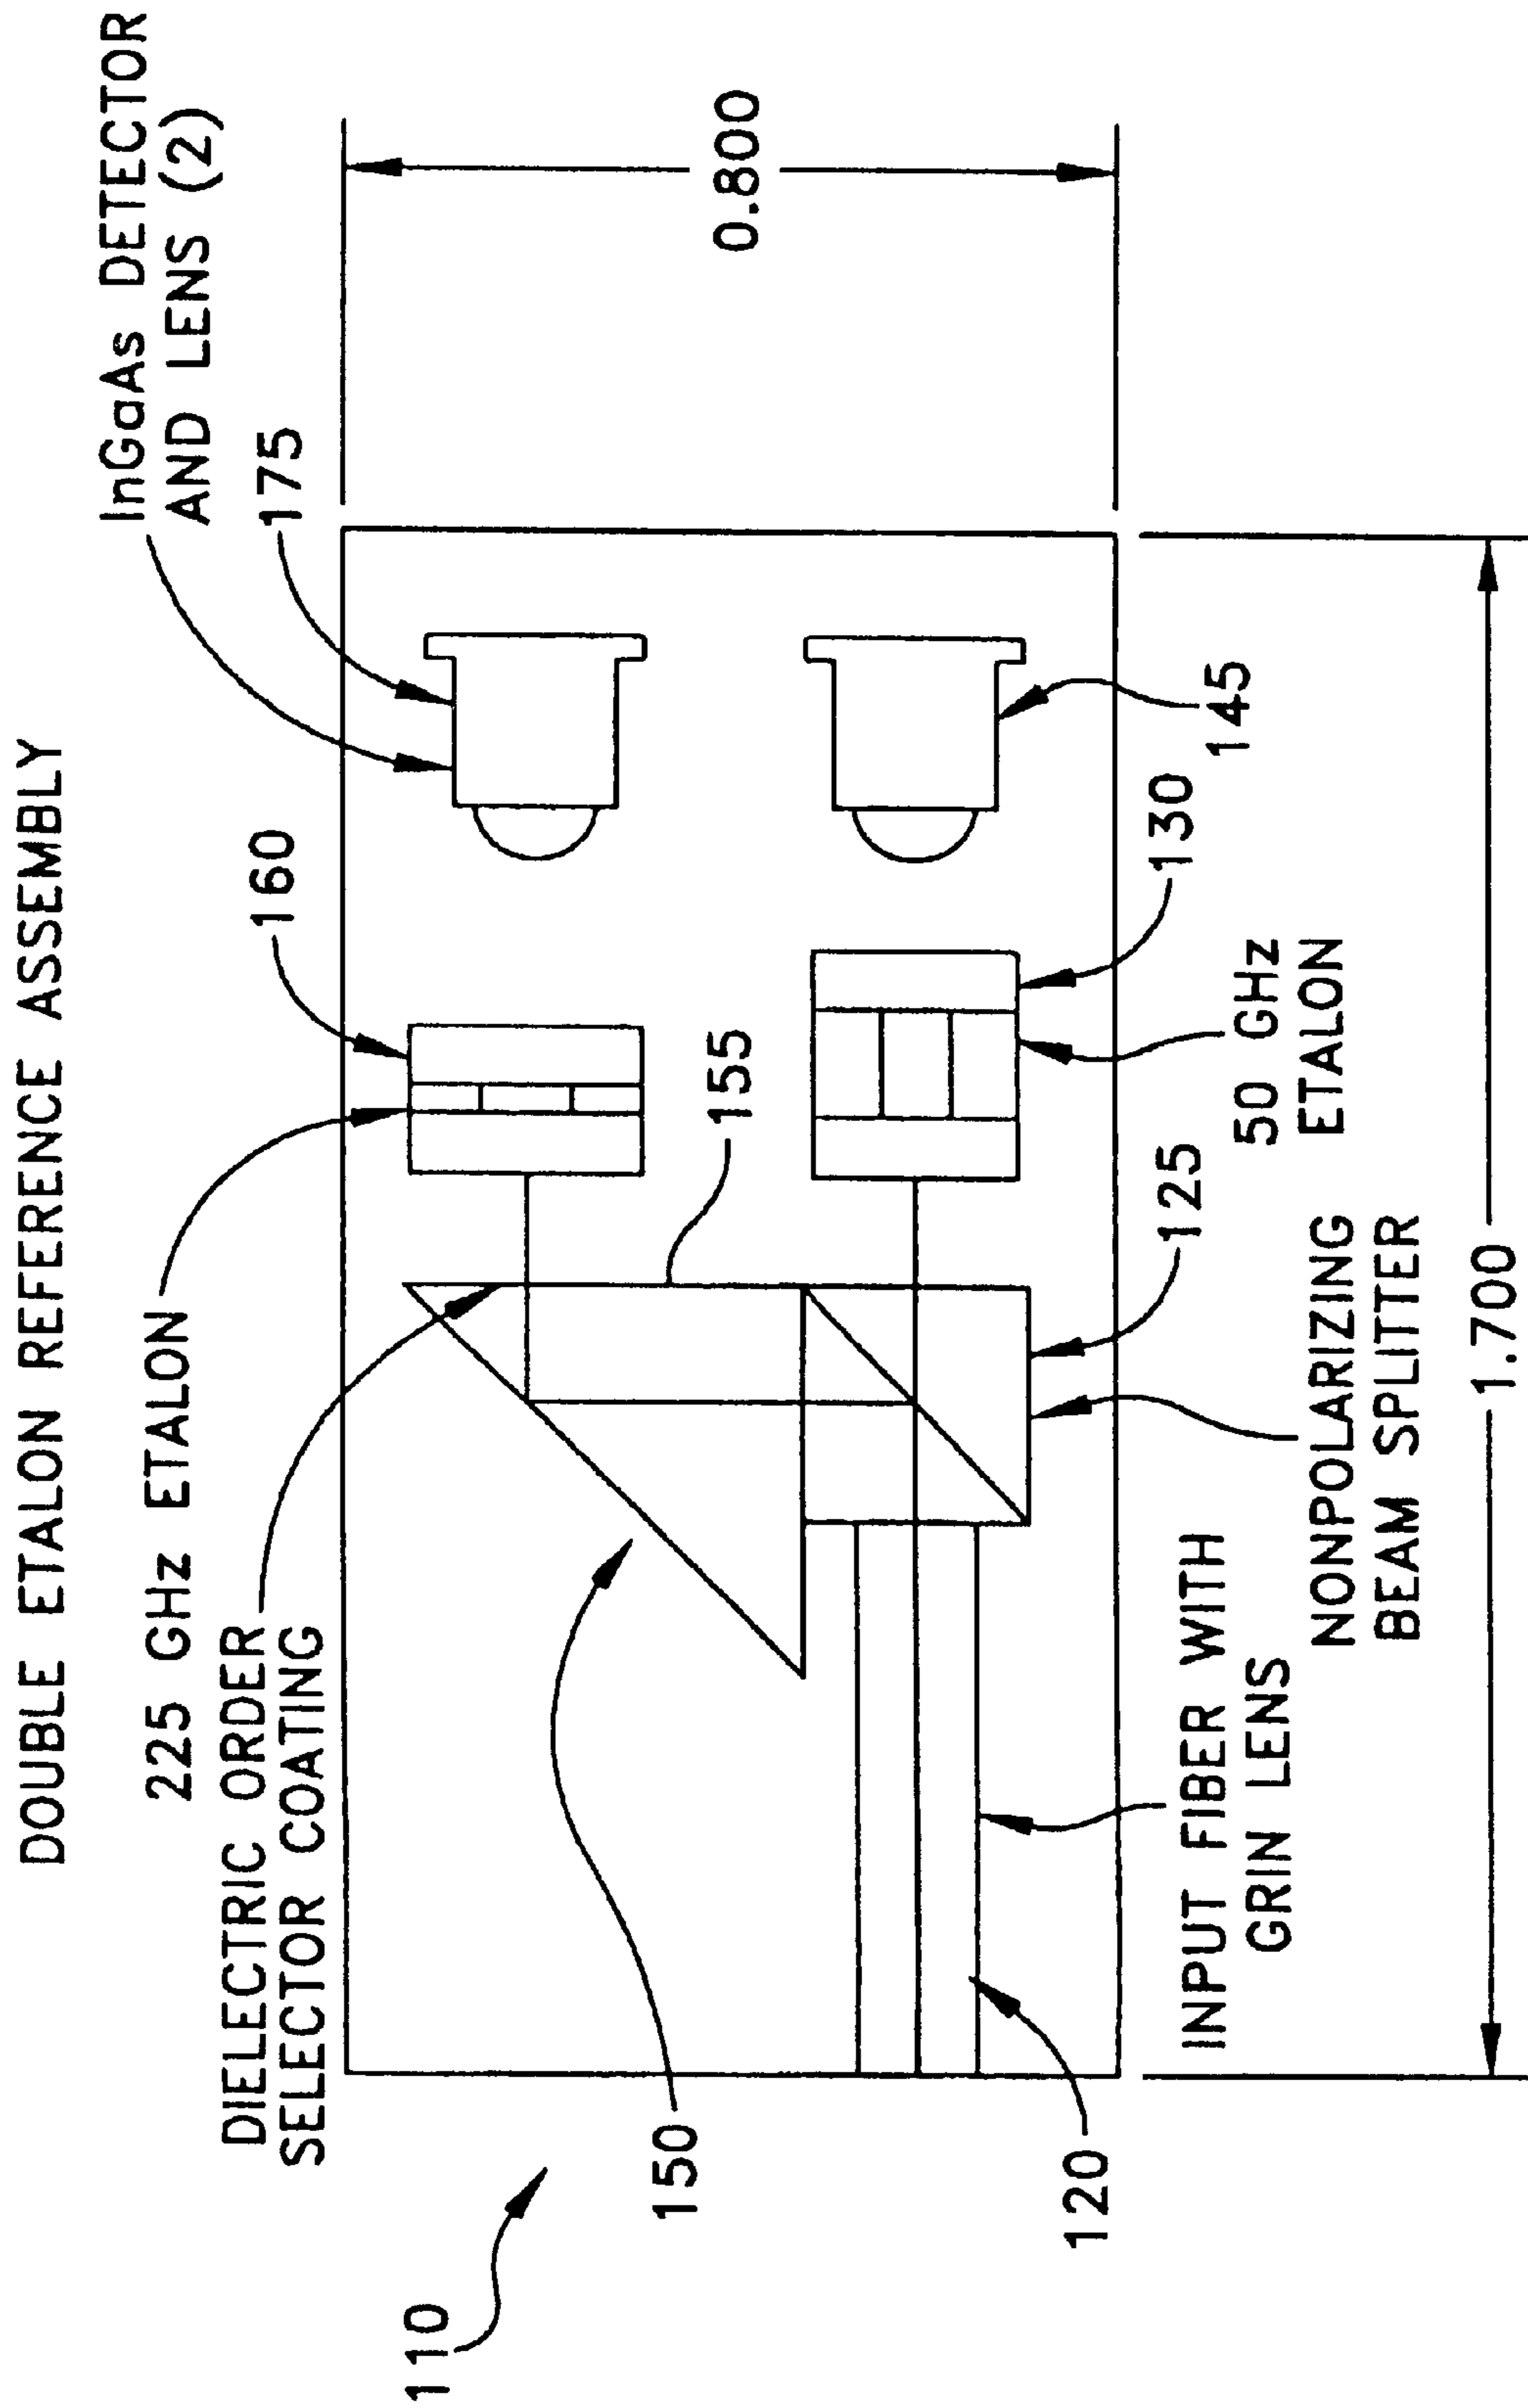 DOUBLE ETALON REFERENCE ASSEMBLY
InGaAs DETECTOR
AND LENS (2)
225 GHz ETALON
160
175
DIELECTRIC ORDER
SELECTOR COATING
0.800
110
150
155
120
INPUT FIBER WITH
GRIN LENS
125
130
145
50 GHz
ETALON
NONPOLARIZING
BEAM SPLITTER
1.700